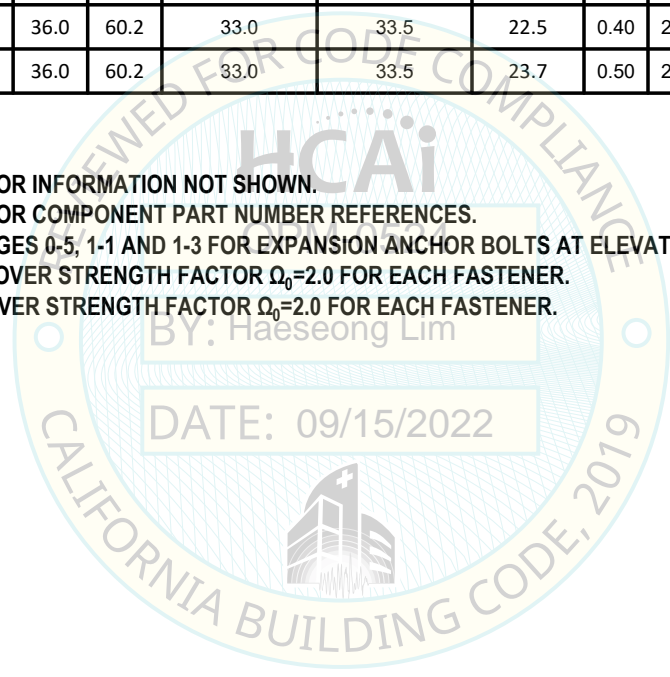 36.0 60.2 33.0 33.5 22.5 0.40 2
36.0 60.2 33.0 33.5 23.7 0.50 2
REVIEWED FOR CODE COMPLIANCE
HCAi
OR INFORMATION NOT SHOWN.
OR COMPONENT PART NUMBER REFERENCES.
OPM-0524
GES 0-5, 1-1 AND 1-3 FOR EXPANSION ANCHOR BOLTS AT ELEVAT
OVER STRENGTH FACTOR Ω₀=2.0 FOR EACH FASTENER.
VER STRENGTH FACTOR Ω₀=2.0 FOR EACH FASTENER.
BY: Haeseong Lim
DATE: 09/15/2022
CALIFORNIA BUILDING CODE, 2019